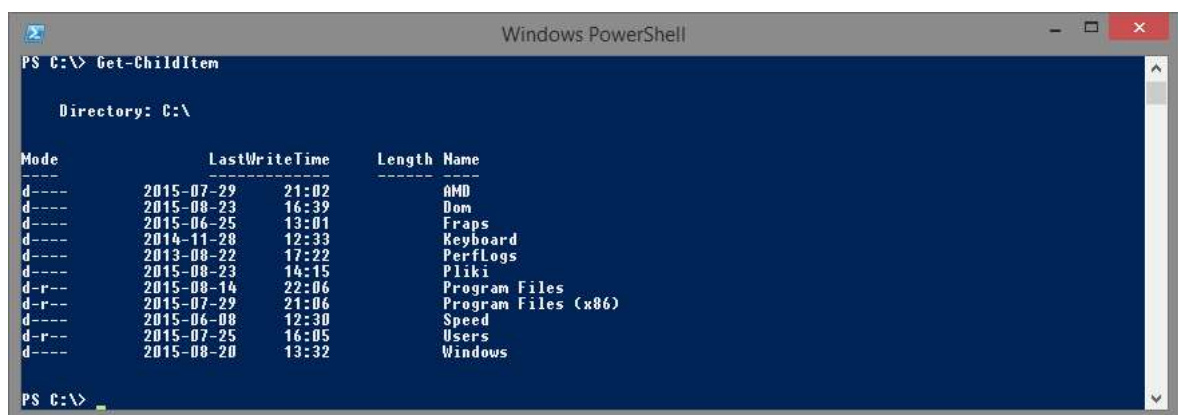 Windows PowerShell
PS C:\> Get-ChildItem
Directory: C:\
Mode LastWriteTime Length Name
---- ------------- ------ ----
d---- 2015-07-29 21:02 AMD
d---- 2015-08-23 16:39 Dom
d---- 2015-06-25 13:01 Fraps
d---- 2014-11-28 12:33 Keyboard
d---- 2013-08-22 17:22 PerfLogs
d---- 2015-08-23 14:15 Pliki
d-r-- 2015-08-14 22:06 Program Files
d-r-- 2015-07-29 21:06 Program Files (x86)
d---- 2015-06-08 12:30 Speed
d-r-- 2015-07-25 16:05 Users
d---- 2015-08-20 13:32 Windows
PS C:\> _